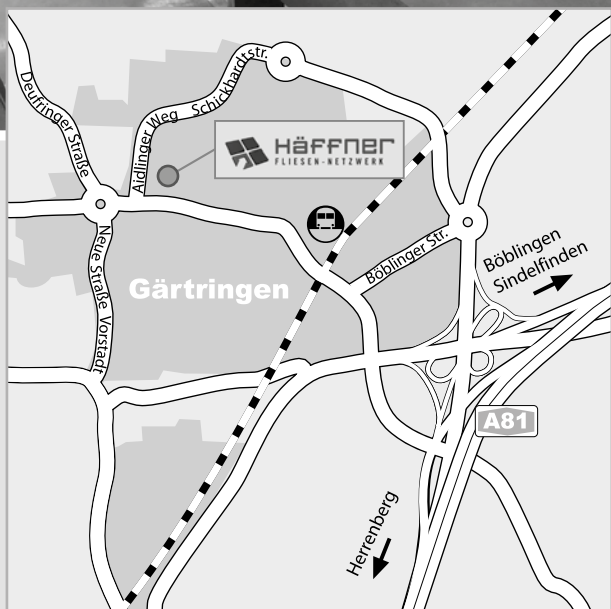 Deufringer Straße
Aidlinger Weg
Schickhardtstr.
Häffner
FLIESEN-NETZWERK
Neue Straße
Vorstadt
Gärtringen
Böblinger Str.
Böblingen
Sindelfinden
A81
Herrenberg